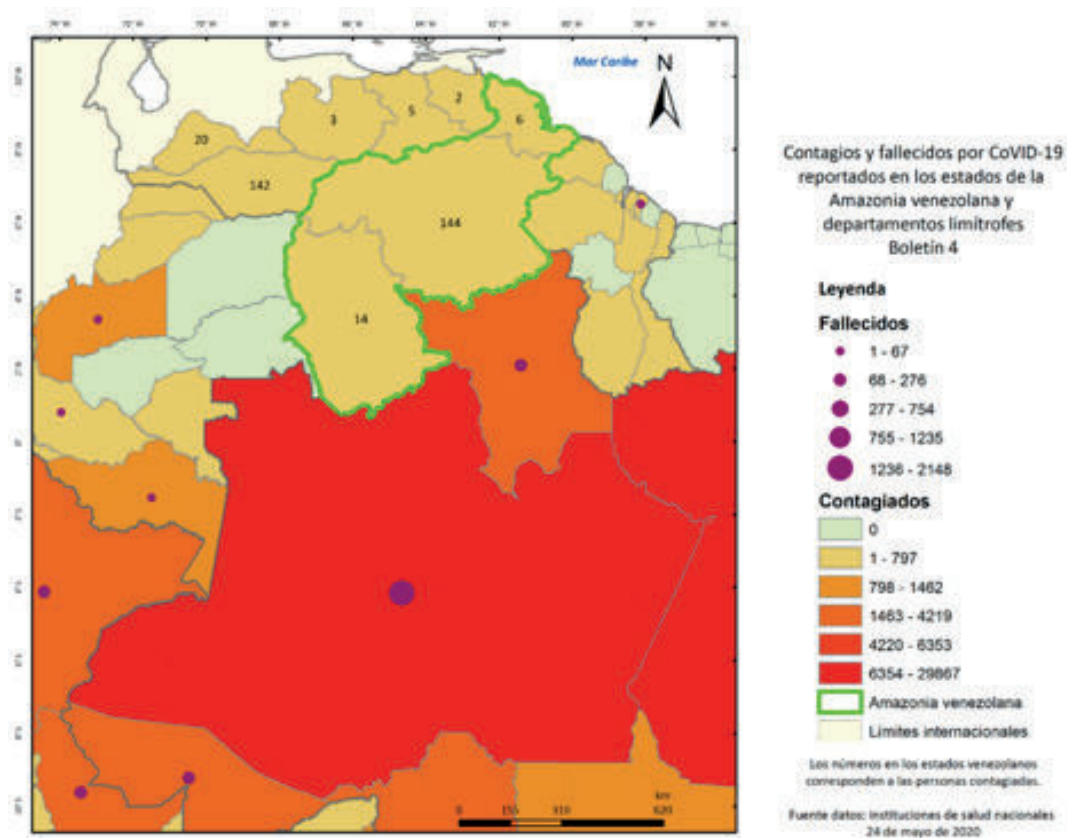 Mar Caribe
N
2
3
5
6
20
142
144
14
Contagios y fallecidos por CoVID-19
reportados en los estados de la
Amazonia venezolana y
departamentos limítrofes
Boletín 4
Leyenda
Fallecidos
1 - 67
68 - 276
277 - 754
755 - 1235
1236 - 2148
Contagiados
0
1 - 797
798 - 1462
1463 - 4219
4220 - 6353
6354 - 29867
Amazonia venezolana
Limites internacionales
Los números en los estados venezolanos
corresponden a las personas contagiadas.
km
0 155 310 620
Fuente datos: instituciones de salud nacionales
24 de mayo de 2020